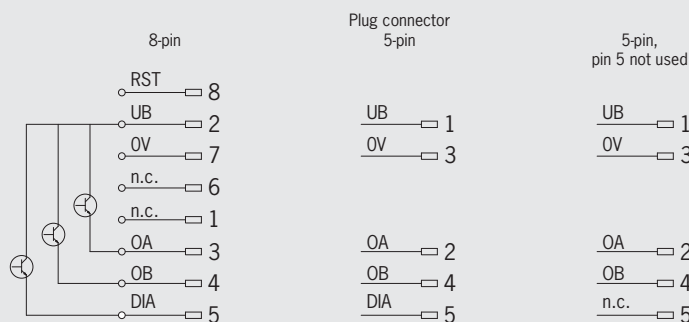 Plug connector
8-pin 5-pin 5-pin,
pin 5 not used
RST 8
UB 2 UB 1 UB 1
0V 7 0V 3 0V 3
n.c. 6
n.c. 1
OA 3 OA 2 OA 2
OB 4 OB 4 OB 4
DIA 5 DIA 5 n.c. 5